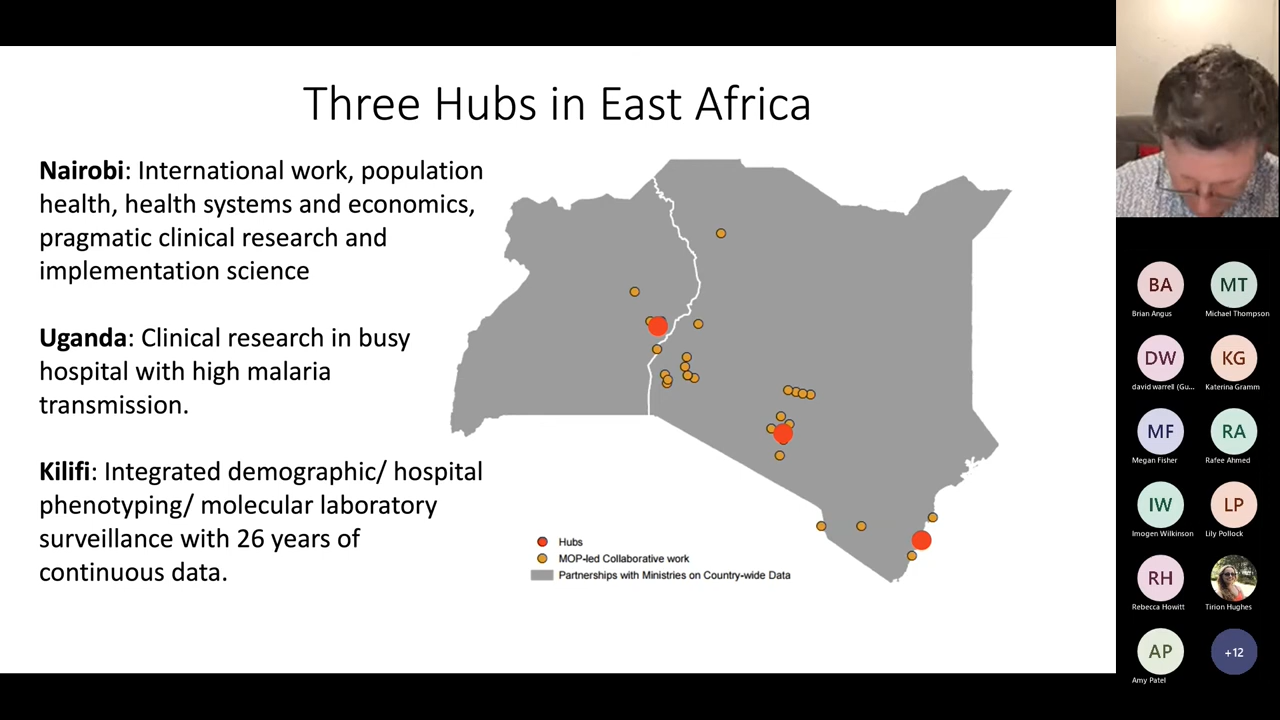 Three Hubs in East Africa
Nairobi: International work, population
health, health systems and economics,
pragmatic clinical research and
implementation science
Uganda: Clinical research in busy
hospital with high malaria
transmission.
Kilifi: Integrated demographic/ hospital
phenotyping/ molecular laboratory
surveillance with 26 years of
continuous data.
Hubs
MOP-led Collaborative work
Partnerships with Ministries on Country-wide Data
BA
MT
Brian Angus
Michael Thompson
DW
KG
david warrell (Gu...
Katerina Gramm
MF
RA
Megan Fisher
Rafee Ahmed
IW
LP
Imogen Wilkinson
Lily Pollock
RH
Rebecca Howitt
Tirion Hughes
AP
+12
Amy Patel